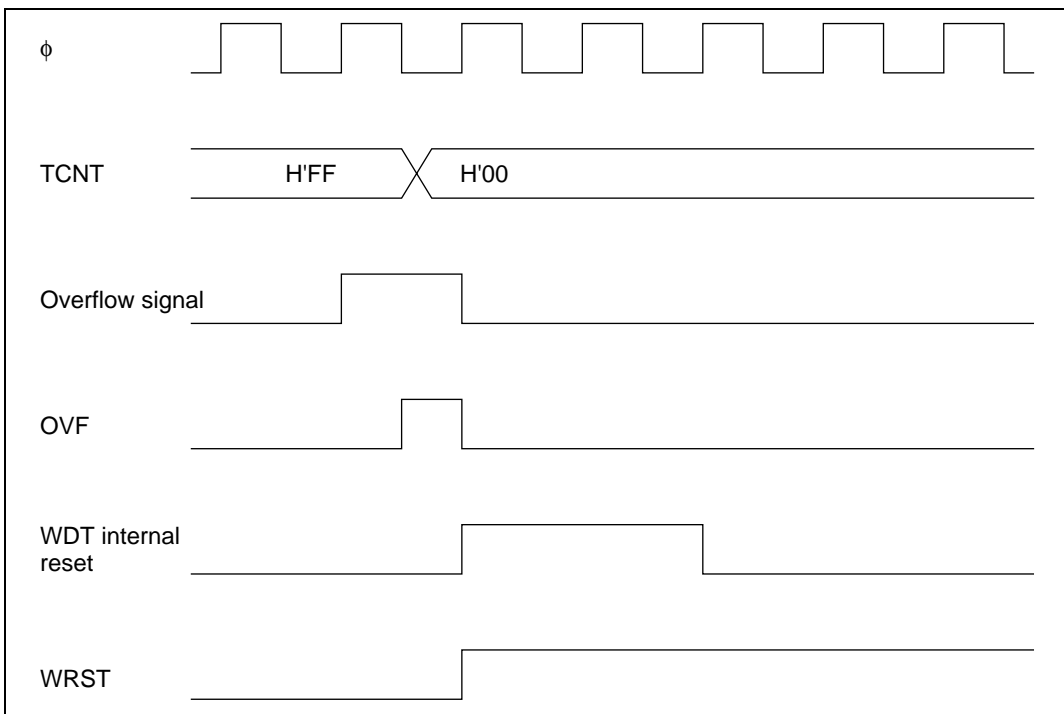 ϕ
TCNT
H'FF
H'00
Overflow signal
OVF
WDT internal
reset
WRST